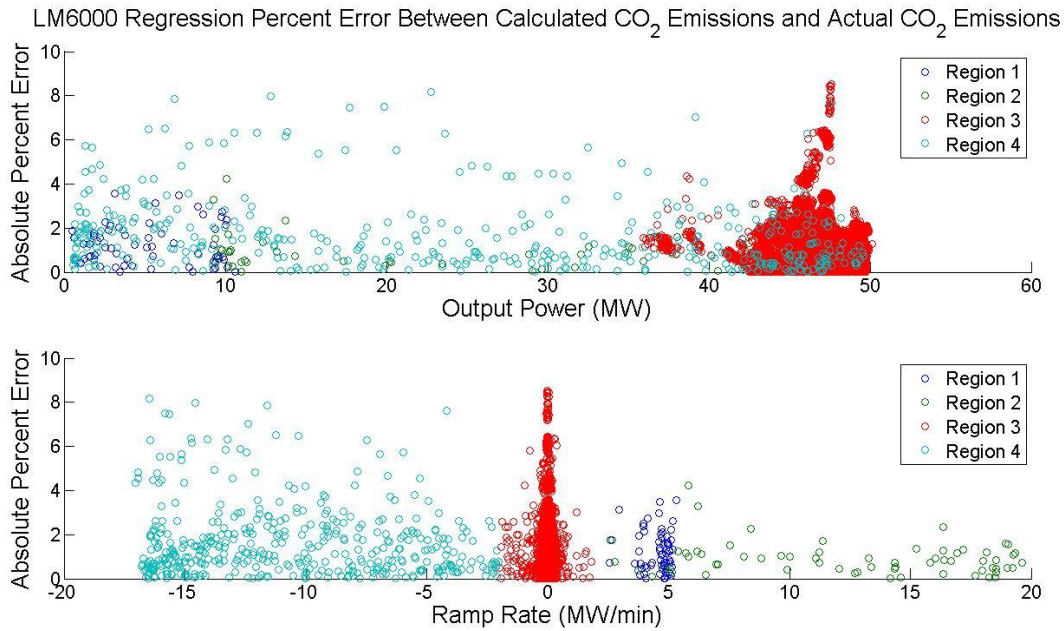 LM6000 Regression Percent Error Between Calculated CO2 Emissions and Actual CO2 Emissions
10
8
6
4
2
0
Absolute Percent Error
Region 1
Region 2
Region 3
Region 4
0 10 20 30 40 50 60
Output Power (MW)
10
8
6
4
2
0
Absolute Percent Error
Region 1
Region 2
Region 3
Region 4
-20 -15 -10 -5 0 5 10 15 20
Ramp Rate (MW/min)